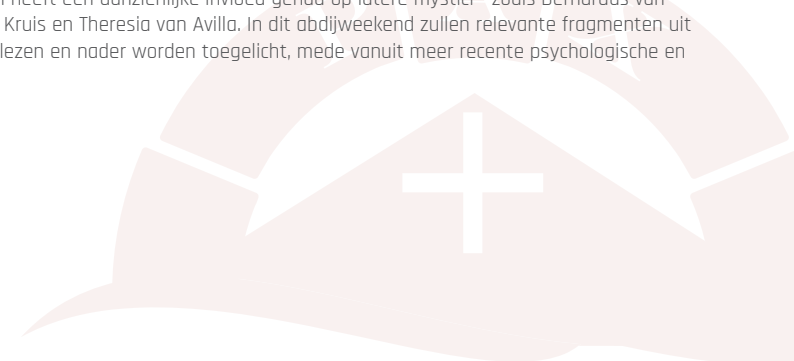 heeft een aanzienlijke invloed gehad op latere mystici - zoals Bernardus van
Kruis en Theresia van Avilla. In dit abdijweekend zullen relevante fragmenten uit
lezen en nader worden toegelicht, mede vanuit meer recente psychologische en